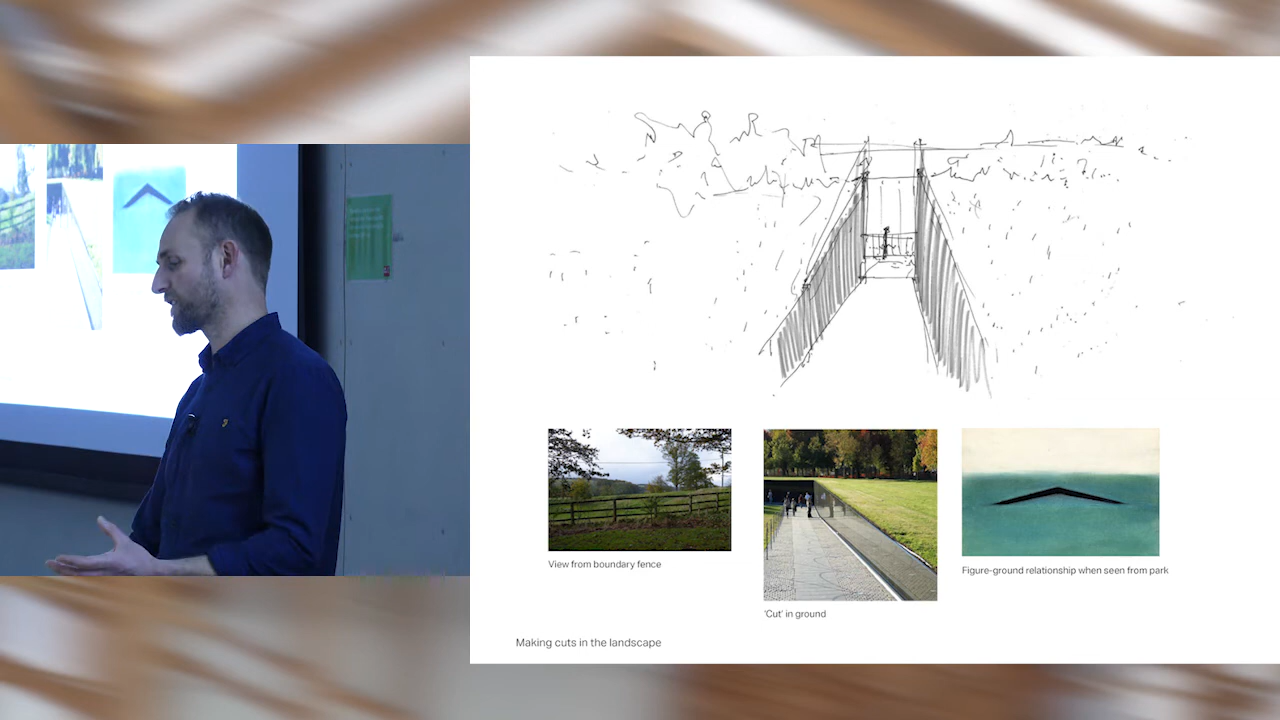 View from boundary fence
'Cut' in ground
Figure-ground relationship when seen from park
Making cuts in the landscape